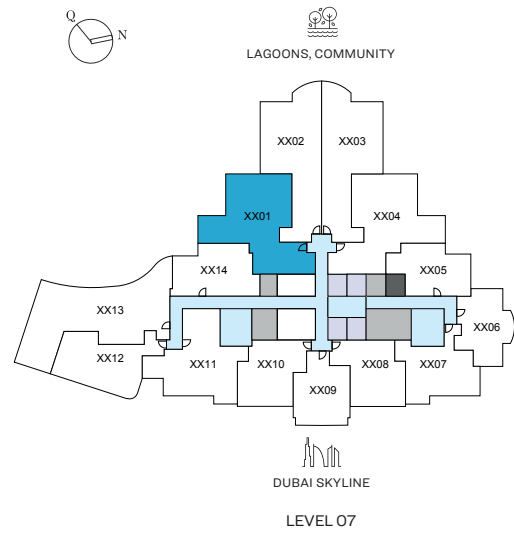 Q
N
LAGOONS, COMMUNITY
XX02
XX03
XX01
XX04
XX14
XX05
XX13
XX06
XX12
XX11
XX10
XX09
XX08
XX07
DUBAI SKYLINE
LEVEL 07